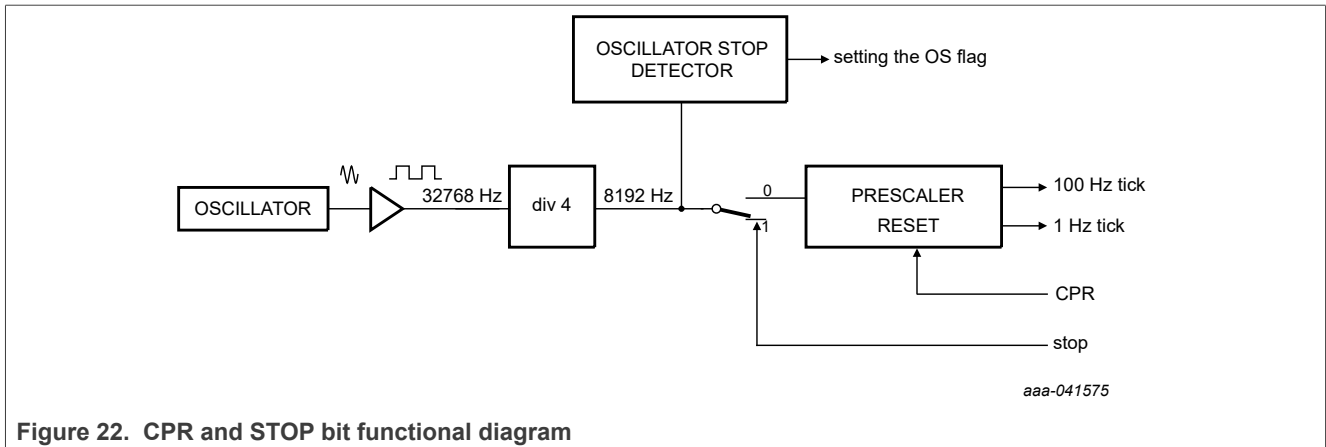 OSCILLATOR STOP
DETECTOR
setting the OS flag
OSCILLATOR
32768 Hz
div 4
8192 Hz
0
1
PRESCALER
RESET
100 Hz tick
1 Hz tick
CPR
stop
aaa-041575
Figure 22. CPR and STOP bit functional diagram